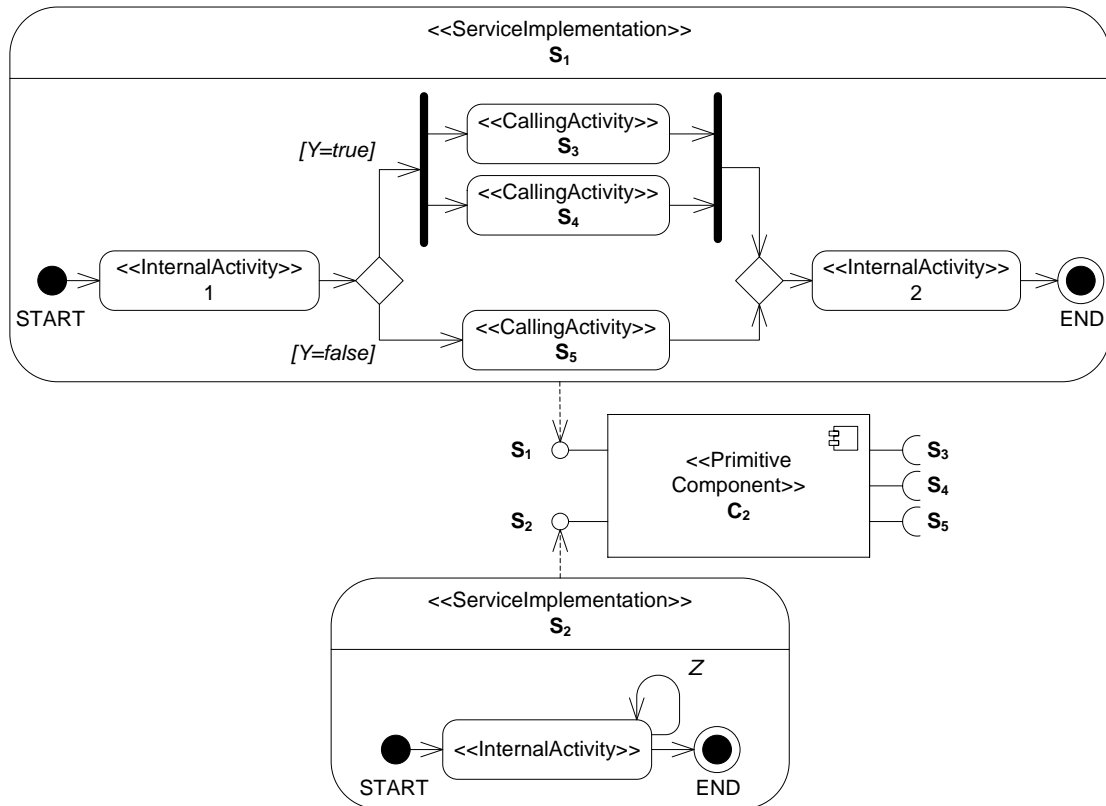 <<ServiceImplementation>>
S₁
<<CallingActivity>>
S₃
[Y=true]
<<CallingActivity>>
S₄
<<InternalActivity>>
1
<<InternalActivity>>
2
START
END
<<CallingActivity>>
S₅
[Y=false]
S₁
S₂
<<Primitive
Component>>
C₂
S₃
S₄
S₅
<<ServiceImplementation>>
S₂
Z
<<InternalActivity>>
START
END